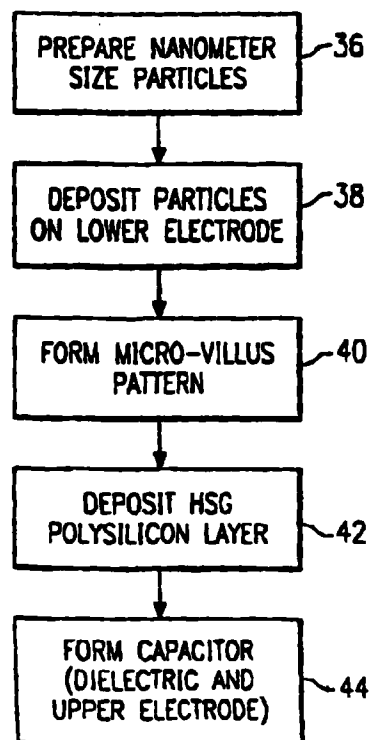 PREPARE NANOMETER
SIZE PARTICLES
36
DEPOSIT PARTICLES
ON LOWER ELECTRODE
38
FORM MICRO-VILLUS
PATTERN
40
DEPOSIT HSG
POLYSILICON LAYER
42
FORM CAPACITOR
(DIELECTRIC AND
UPPER ELECTRODE)
44